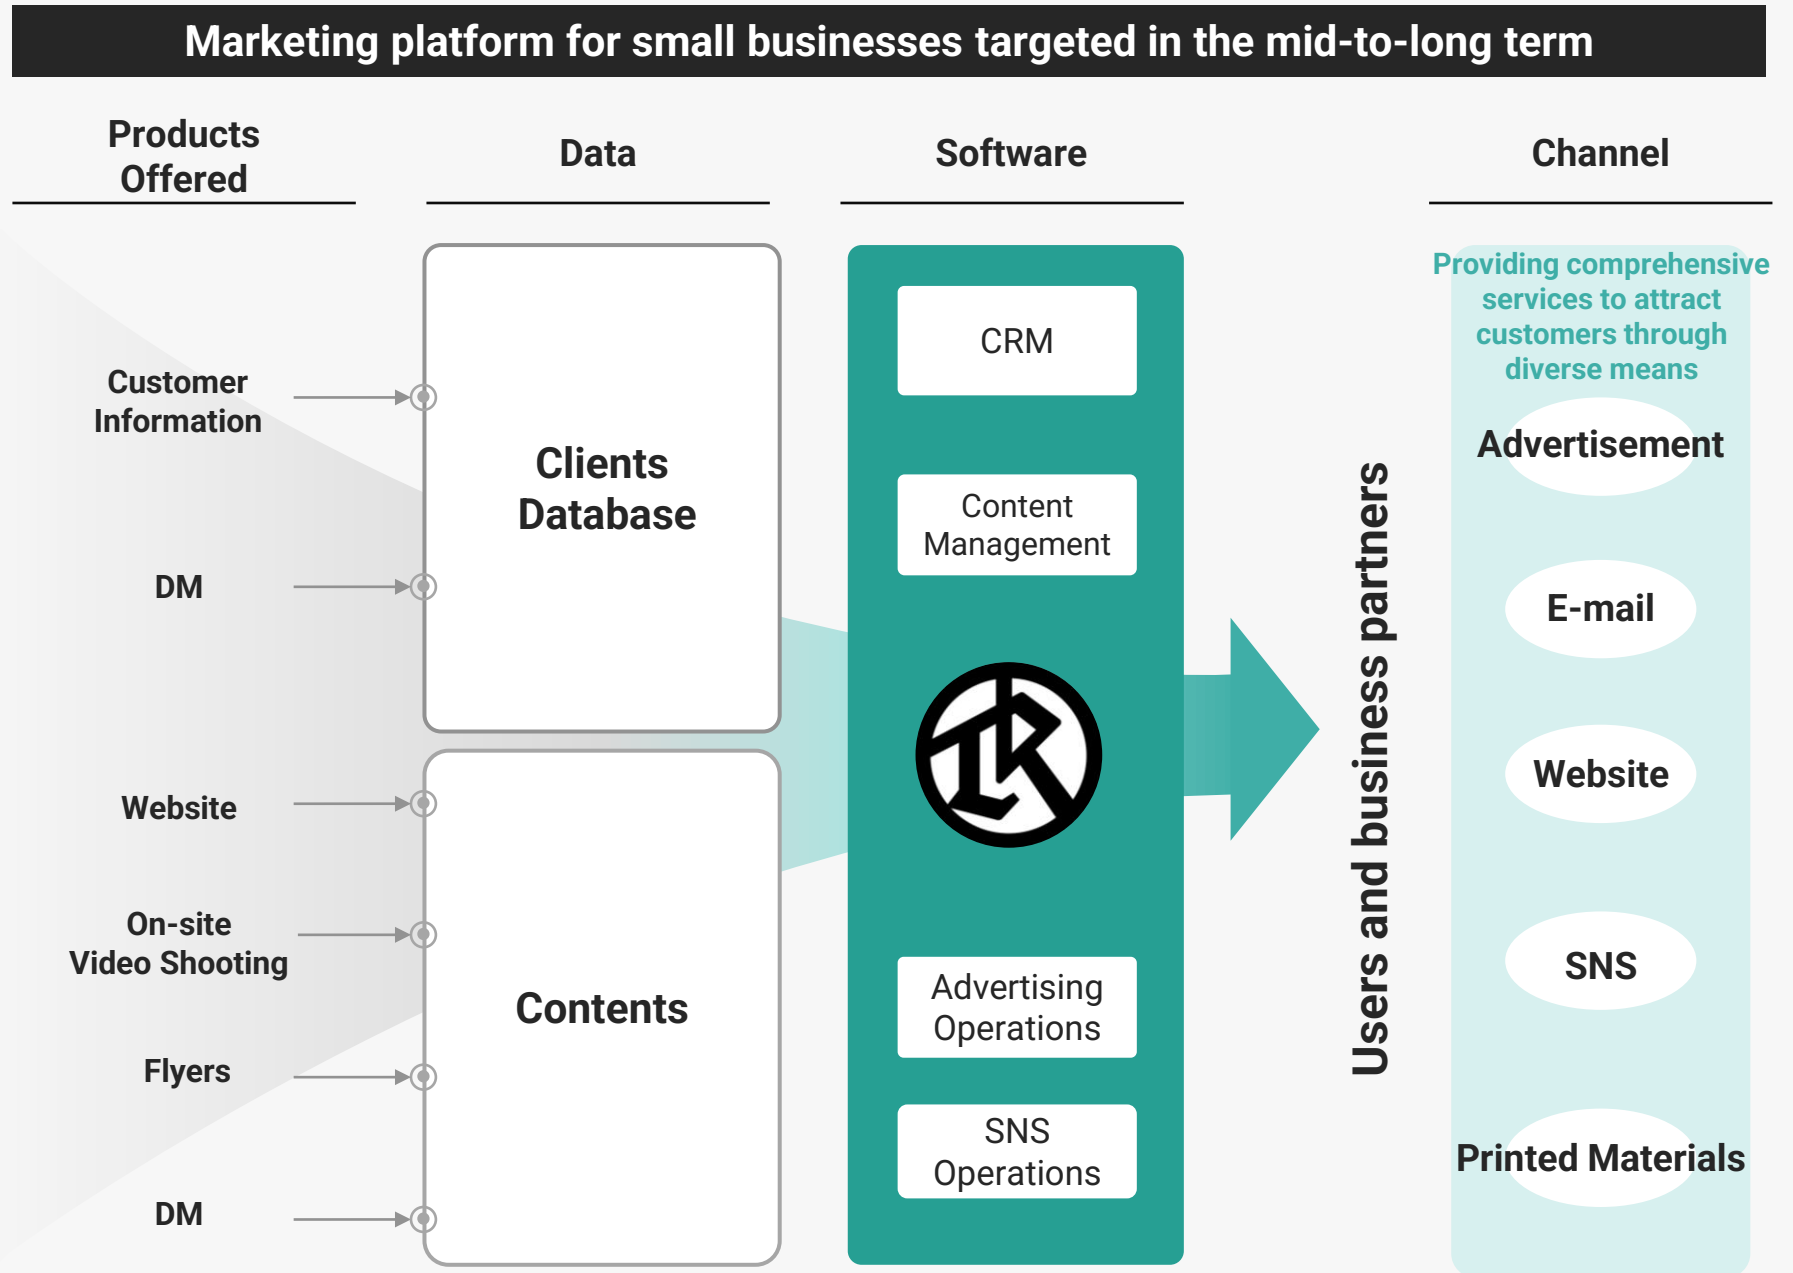 Marketing platform for small businesses targeted in the mid-to-long term
Products
Offered
Data
Software
Channel
Customer
Information
DM
Website
On-site
Video Shooting
Flyers
DM
Clients
Database
Contents
CRM
Content
Management
Advertising
Operations
SNS
Operations
Users and business partners
Providing comprehensive
services to attract
customers through
diverse means
Advertisement
E-mail
Website
SNS
Printed Materials